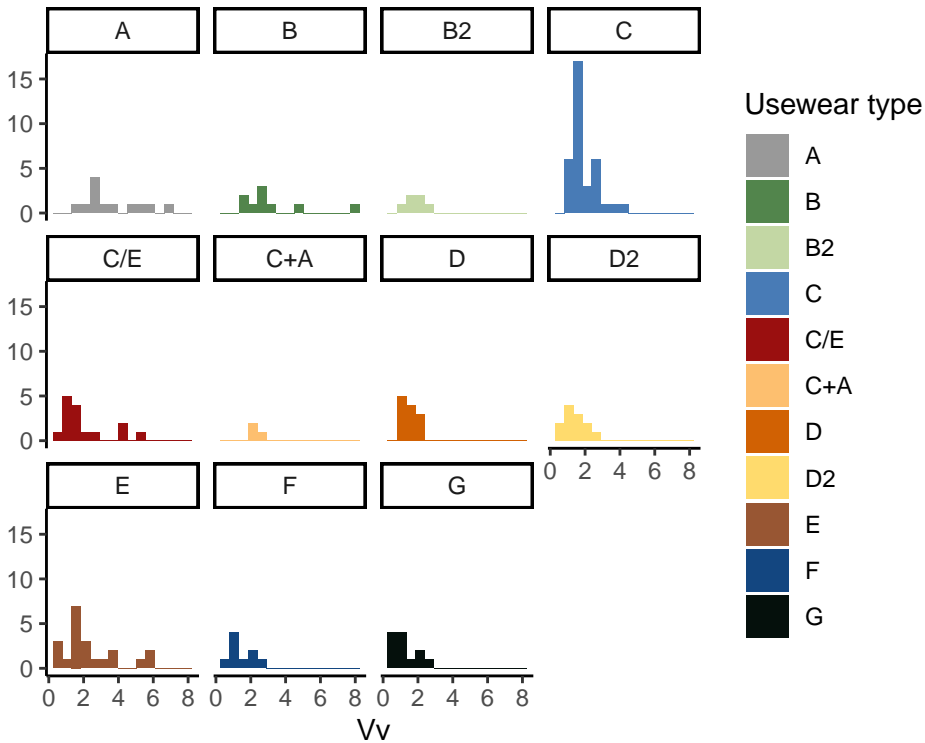 A B B2 C
15
10
5
0
Usewear type
A
B
B2
C
C/E
C+A
D
D2
E
F
G
C/E C+A D D2
15
10
5
0
0 2 4 6 8
E F G
15
10
5
0
0 2 4 6 8 0 2 4 6 8 0 2 4 6 8
Vv